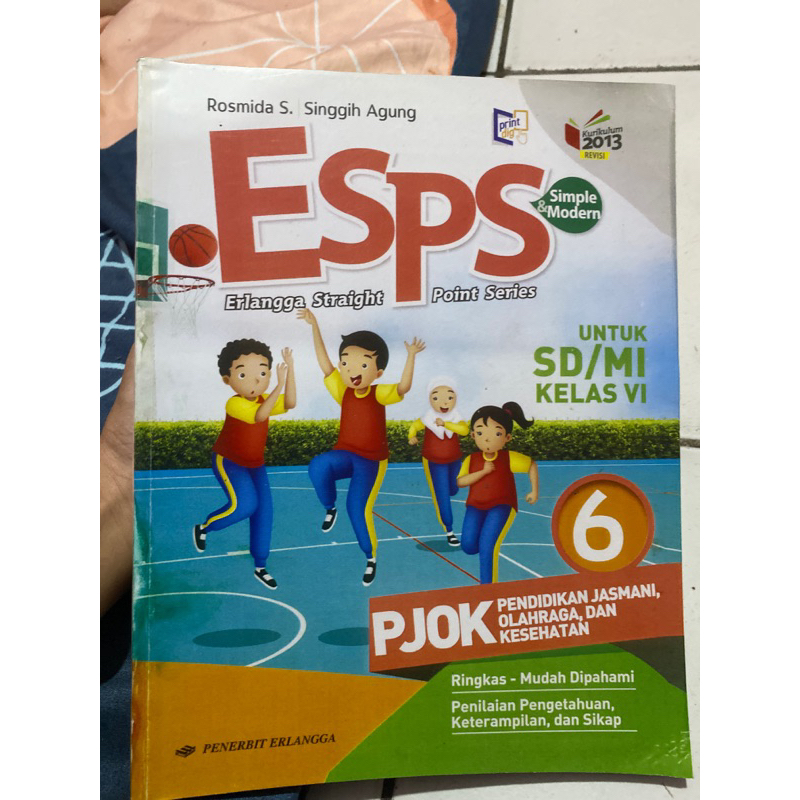 Rosmida S. Singgih Agung
print
dig
Kurikulum
2013
REVISI
ESPS
Simple
&Modern
Erlangga Straight Point Series
UNTUK
SD/MI
KELAS VI
6
PJOK PENDIDIKAN JASMANI,
OLAHRAGA, DAN
KESEHATAN
Ringkas - Mudah Dipahami
Penilaian Pengetahuan,
Keterampilan, dan Sikap
PENERBIT ERLANGGA